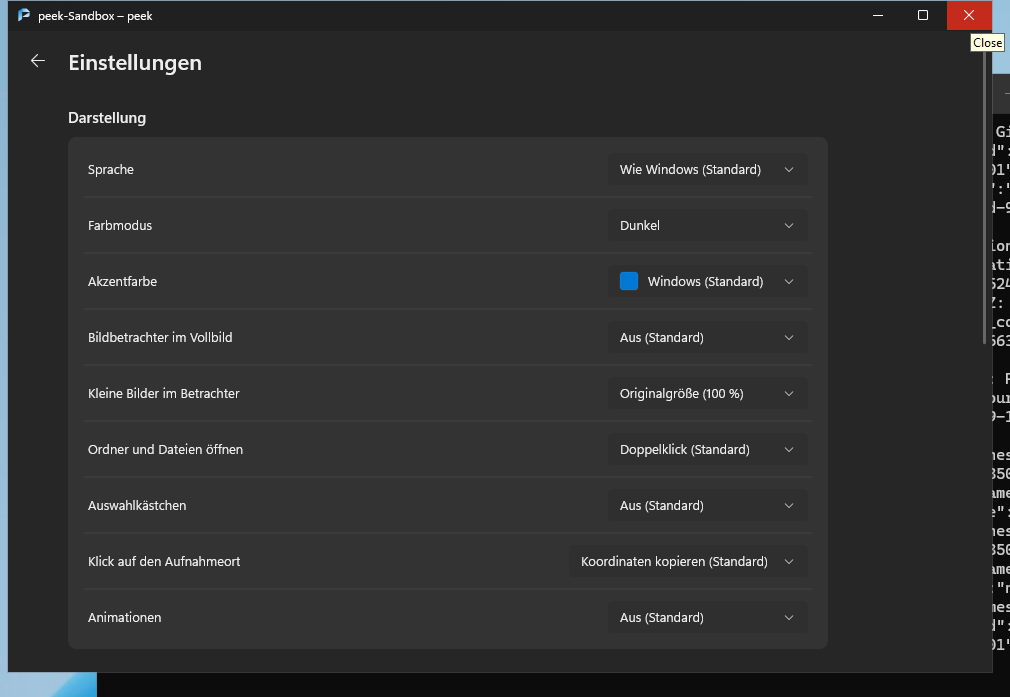 peek-Sandbox – peek
Close
Einstellungen
Darstellung
Sprache
Wie Windows (Standard)
Farbmodus
Dunkel
Akzentfarbe
Windows (Standard)
Bildbetrachter im Vollbild
Aus (Standard)
Kleine Bilder im Betrachter
Originalgröße (100 %)
Ordner und Dateien öffnen
Doppelklick (Standard)
Auswahlkästchen
Aus (Standard)
Klick auf den Aufnahmeort
Koordinaten kopieren (Standard)
Animationen
Aus (Standard)